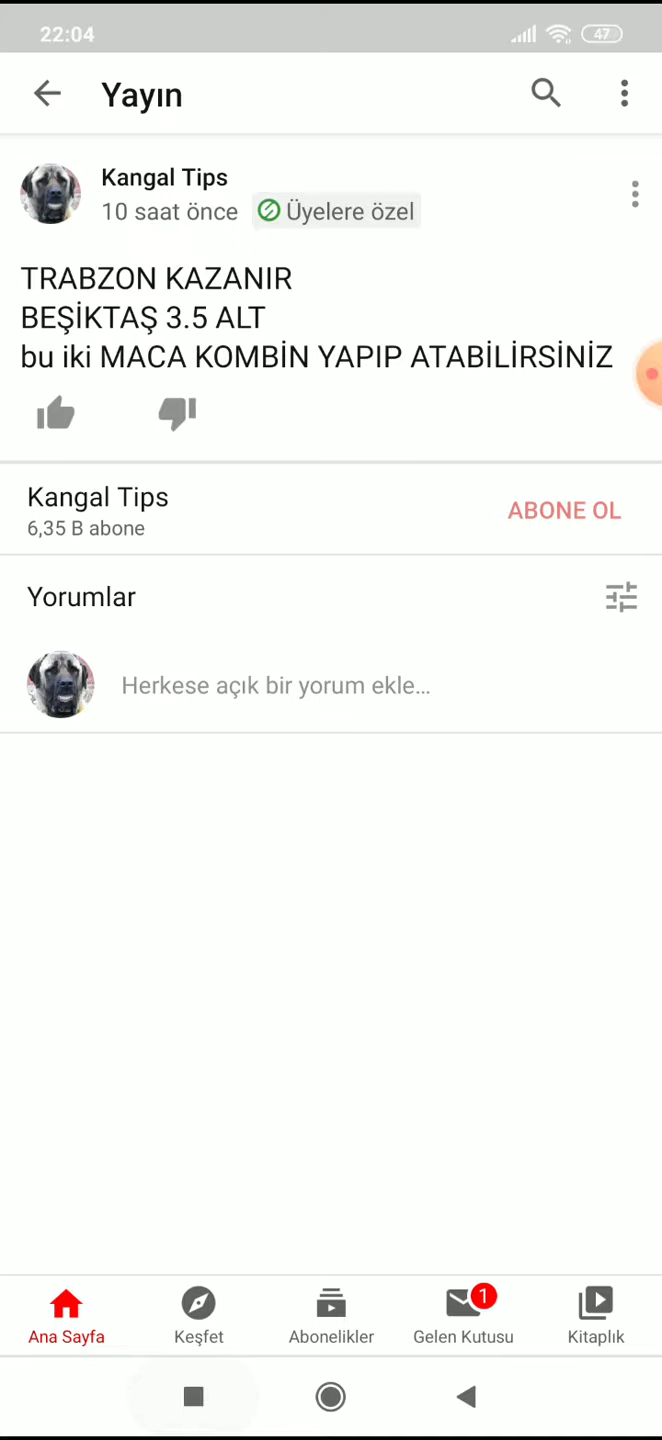 22:04
47
Yayın
Kangal Tips
10 saat önce
Üyelere özel
TRABZON KAZANIR
BEŞİKTAŞ 3.5 ALT
bu iki MACA KOMBİN YAPIP ATABİLİRSİNİZ
Kangal Tips
ABONE OL
6,35 B abone
Yorumlar
Herkese açık bir yorum ekle...
1
Ana Sayfa
Keşfet
Abonelikler
Gelen Kutusu
Kitaplık